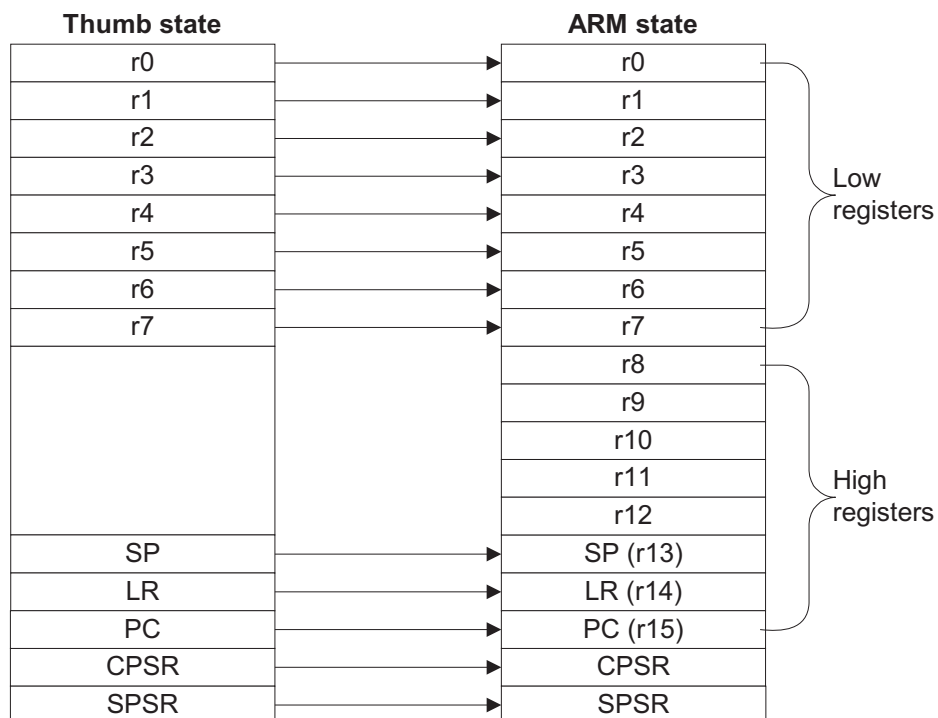 Thumb state ARM state
r0 r0
r1 r1
r2 r2
r3 r3
r4 r4
r5 r5
r6 r6
r7 r7
Low
registers
r8
r9
r10
r11
r12
High
registers
SP SP (r13)
LR LR (r14)
PC PC (r15)
CPSR CPSR
SPSR SPSR